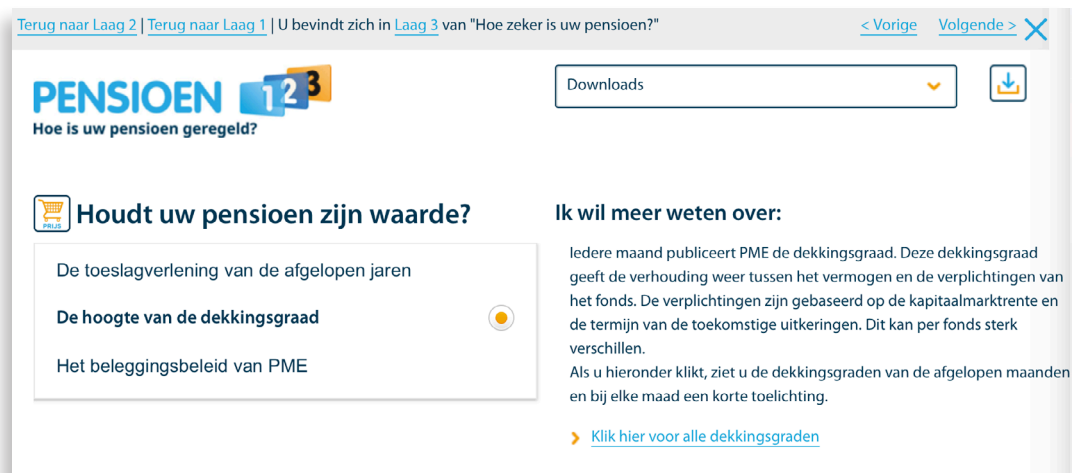 Terug naar Laag 2 | Terug naar Laag 1 | U bevindt zich in Laag 3 van "Hoe zeker is uw pensioen?" < Vorige Volgende >
PENSIOEN 123
Hoe is uw pensioen geregeld?
Downloads
PRIJS
Houdt uw pensioen zijn waarde?
De toeslagverlening van de afgelopen jaren
De hoogte van de dekkingsgraad
Het beleggingsbeleid van PME
Ik wil meer weten over:
Iedere maand publiceert PME de dekkingsgraad. Deze dekkingsgraad
geeft de verhouding weer tussen het vermogen en de verplichtingen van
het fonds. De verplichtingen zijn gebaseerd op de kapitaalmarktrente en
de termijn van de toekomstige uitkeringen. Dit kan per fonds sterk
verschillen.
Als u hieronder klikt, ziet u de dekkingsgraden van de afgelopen maanden
en bij elke maad een korte toelichting.
Klik hier voor alle dekkingsgraden